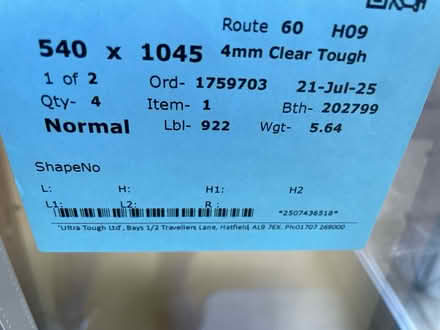 Route 60 H09
540 x 1045 4mm Clear Tough
1 of 2 Ord- 1759703 21-Jul-25
Qty- 4 Item- 1 Bth- 202799
Normal Lbl- 922 Wgt- 5.64
ShapeNo
L: H: H1: H2
L1: L2: R : *2507436518*
'Ultra Tough Ltd', Bays 1/2 Travellers Lane, Hatfield, AL9 7EX. Ph:01707 269000